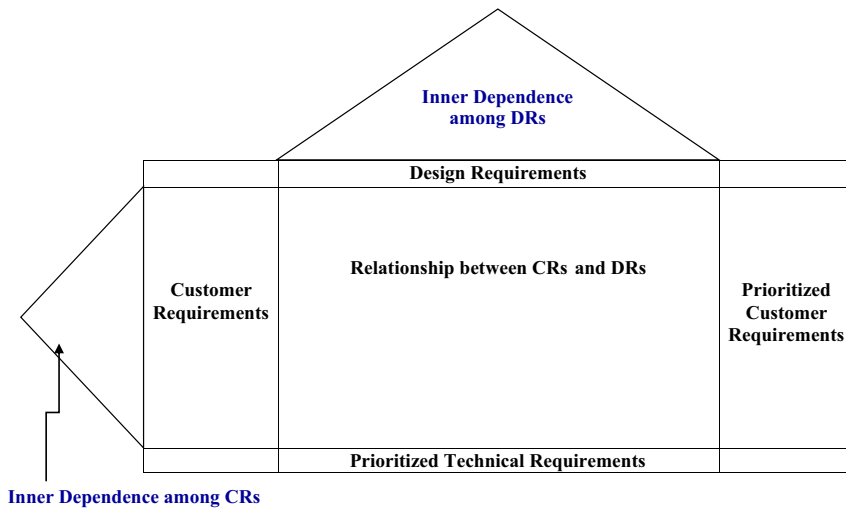 Inner Dependence
among DRs
Design Requirements
Relationship between CRs and DRs
Customer
Requirements
Prioritized
Customer
Requirements
Prioritized Technical Requirements
Inner Dependence among CRs